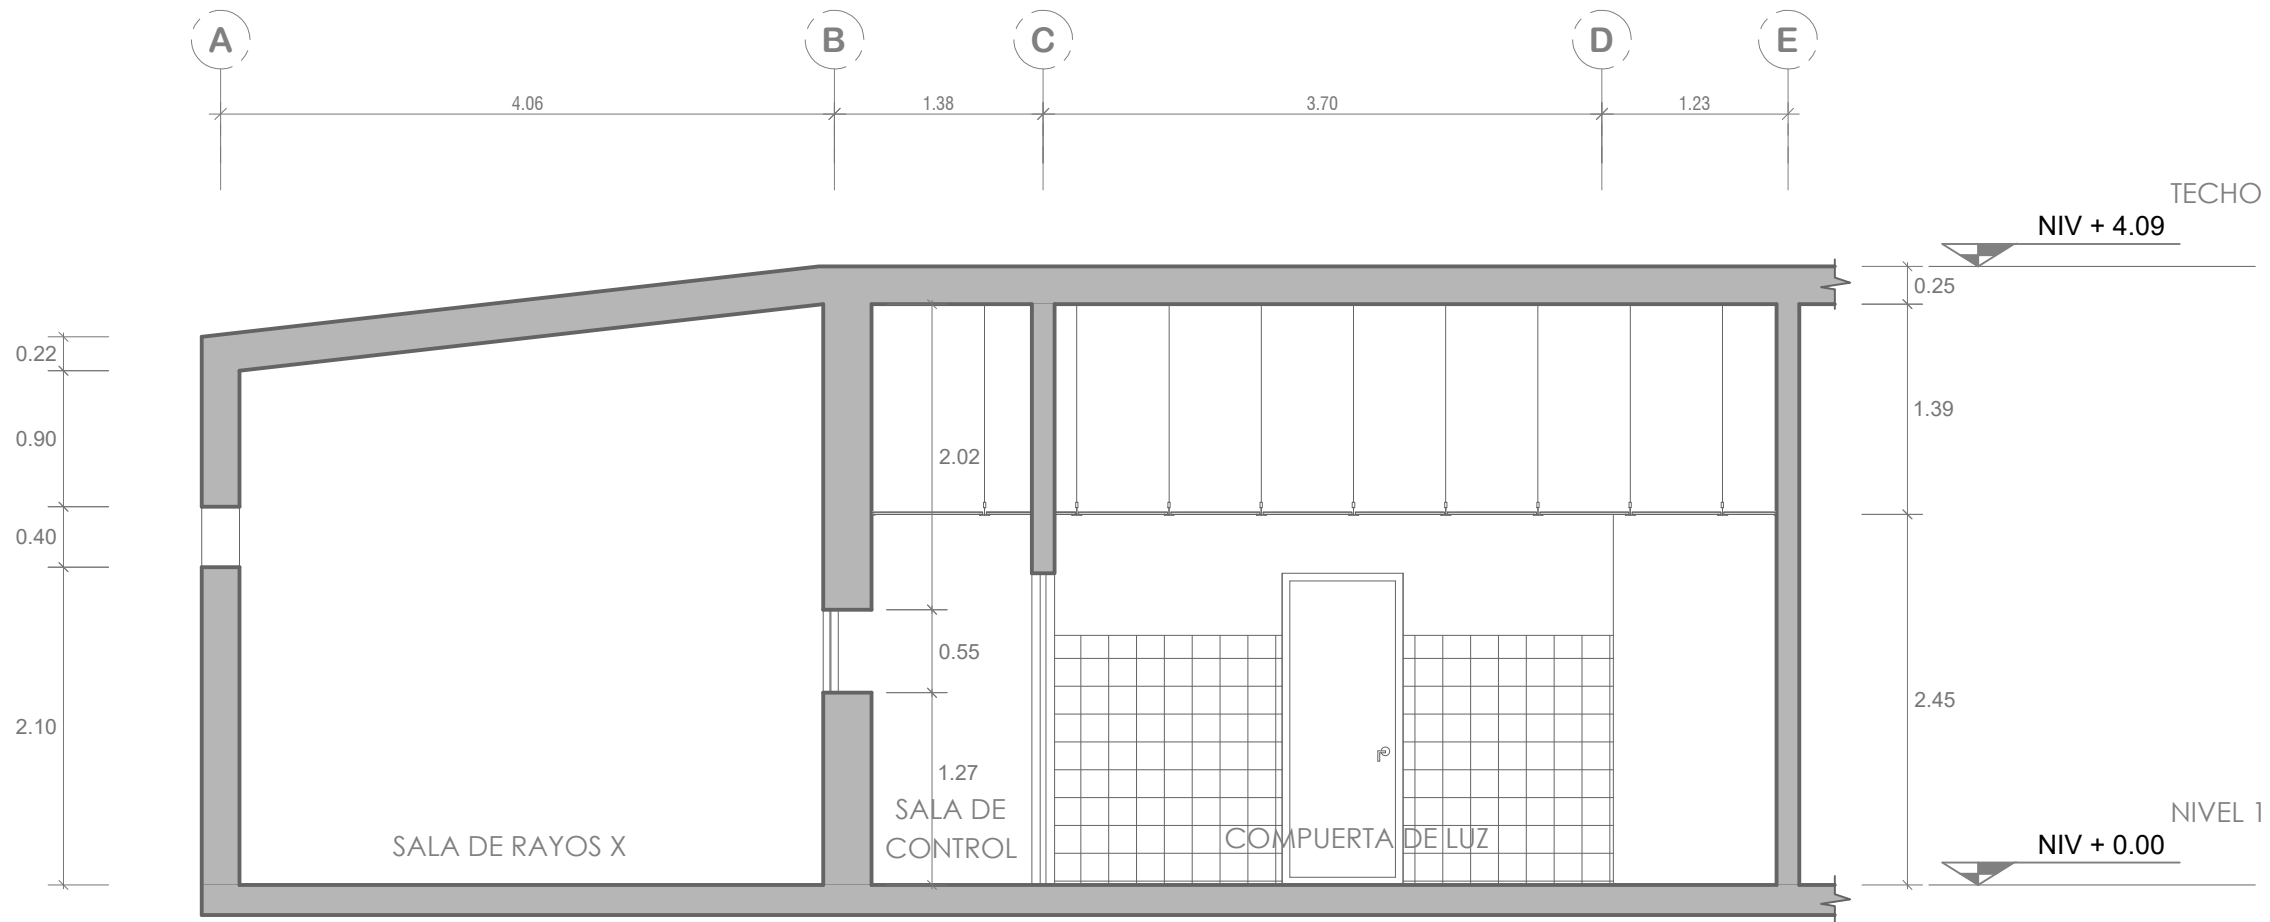 A
B
C
D
E
4.06
1.38
3.70
1.23
TECHO
NIV + 4.09
0.25
0.22
0.90
1.39
2.02
0.40
0.55
2.45
2.10
1.27
SALA DE RAYOS X
SALA DE
CONTROL
COMPUERTA DE LUZ
NIVEL 1
NIV + 0.00